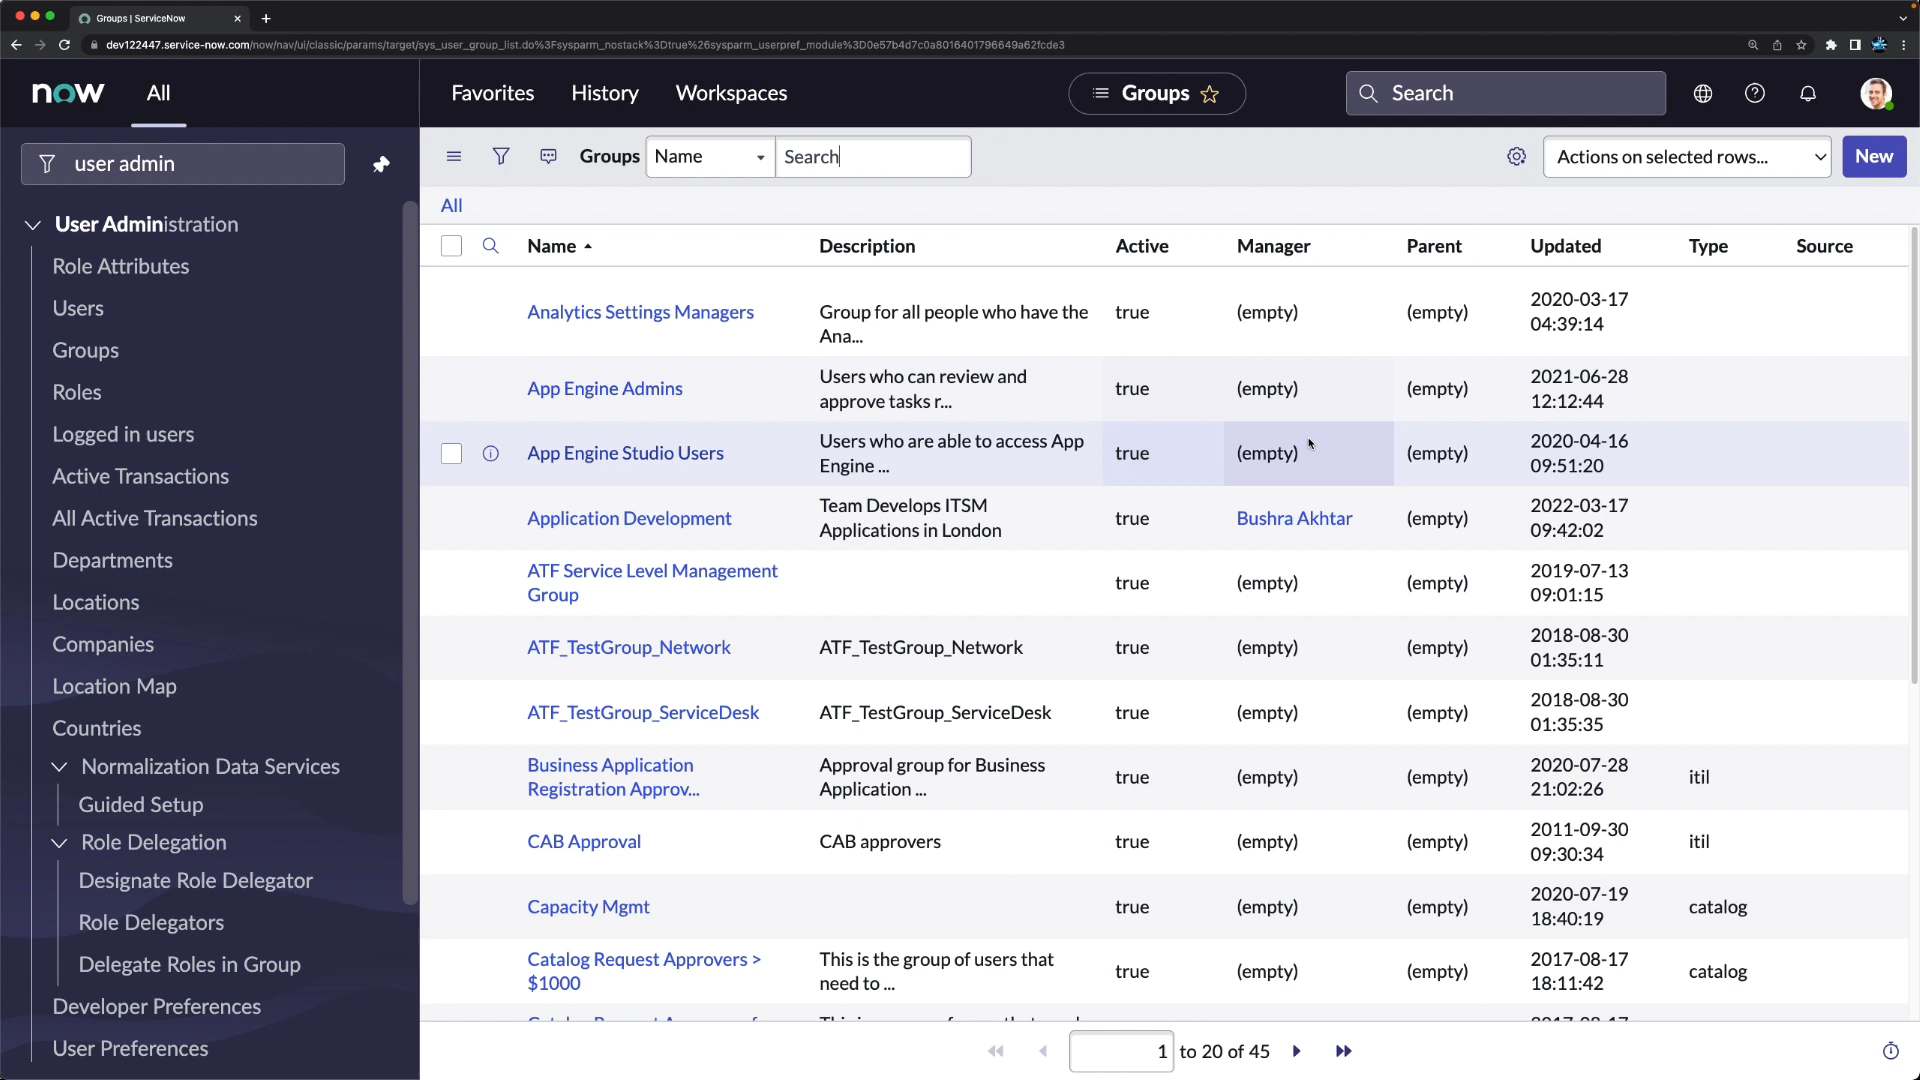 Groups | ServiceNow
dev122447.service-now.com/now/nav/ui/classic/params/target/sys_user_group_list.do%3Fsysparm_nostack%3Dtrue%26sysparm_userpref_module%3D0e57b4d7c0a8016401796649a62fcde3
now
All
Favorites
History
Workspaces
Groups
Search
user admin
User Administration
Role Attributes
Users
Groups
Roles
Logged in users
Active Transactions
All Active Transactions
Departments
Locations
Companies
Location Map
Countries
Normalization Data Services
Guided Setup
Role Delegation
Designate Role Delegator
Role Delegators
Delegate Roles in Group
Developer Preferences
User Preferences
Groups
Name
Search
Actions on selected rows...
New
All
Name Description Active Manager Parent Updated Type Source
Analytics Settings Managers Group for all people who have the Ana... true (empty) (empty) 2020-03-17 04:39:14
App Engine Admins Users who can review and approve tasks r... true (empty) (empty) 2021-06-28 12:12:44
App Engine Studio Users Users who are able to access App Engine ... true (empty) (empty) 2020-04-16 09:51:20
Application Development Team Develops ITSM Applications in London true Bushra Akhtar (empty) 2022-03-17 09:42:02
ATF Service Level Management Group true (empty) (empty) 2019-07-13 09:01:15
ATF_TestGroup_Network ATF_TestGroup_Network true (empty) (empty) 2018-08-30 01:35:11
ATF_TestGroup_ServiceDesk ATF_TestGroup_ServiceDesk true (empty) (empty) 2018-08-30 01:35:35
Business Application Registration Approv... Approval group for Business Application ... true (empty) (empty) 2020-07-28 21:02:26 itil
CAB Approval CAB approvers true (empty) (empty) 2011-09-30 09:30:34 itil
Capacity Mgmt true (empty) (empty) 2020-07-19 18:40:19 catalog
Catalog Request Approvers > $1000 This is the group of users that need to ... true (empty) (empty) 2017-08-17 18:11:42 catalog
1 to 20 of 45